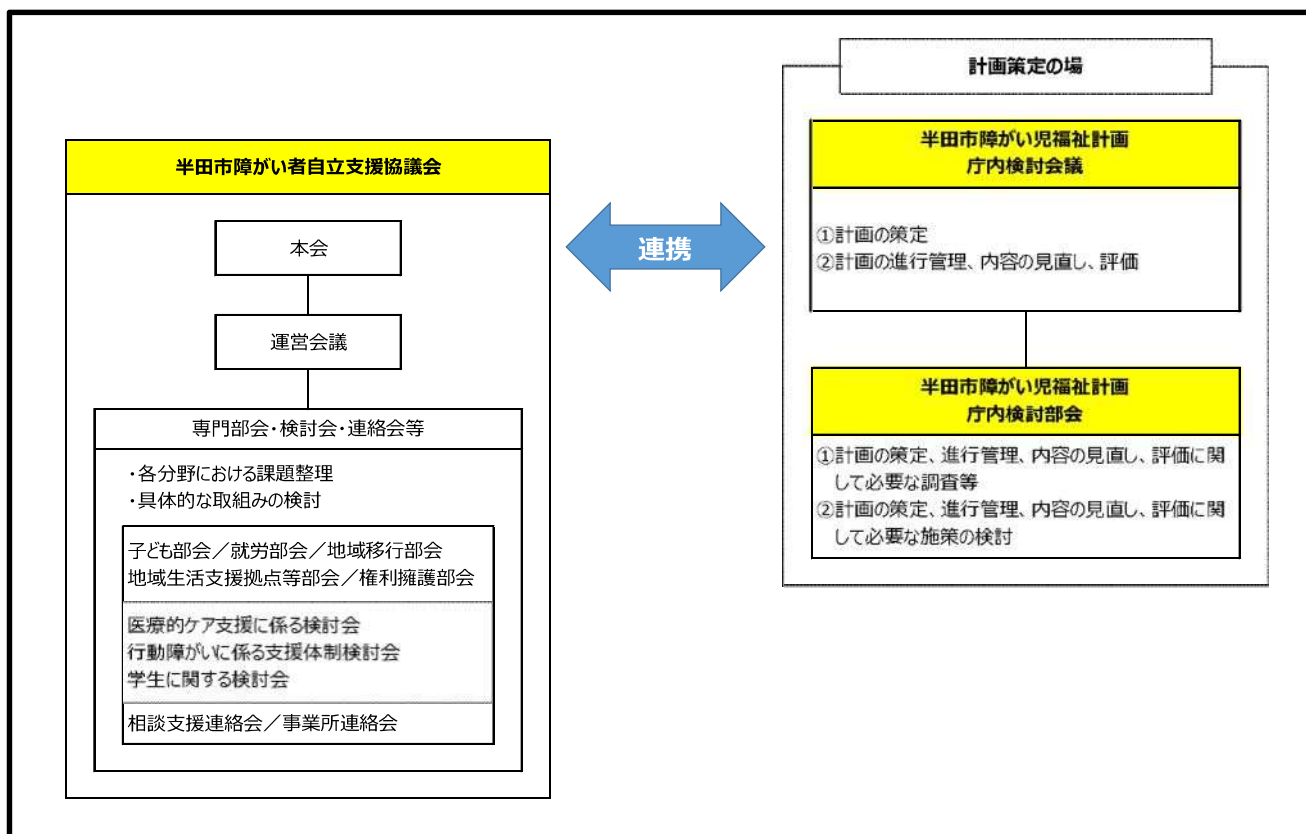 半田市障がい者自立支援協議会
本会
運営会議
専門部会・検討会・連絡会等
・各分野における課題整理
・具体的な取組みの検討
子ども部会／就労部会／地域移行部会
地域生活支援拠点等部会／権利擁護部会
医療的ケア支援に係る検討会
行動障がいに係る支援体制検討会
学生に関する検討会
相談支援連絡会／事業所連絡会
連携
計画策定の場
半田市障がい児福祉計画
庁内検討会議
①計画の策定
②計画の進行管理、内容の見直し、評価
半田市障がい児福祉計画
庁内検討部会
①計画の策定、進行管理、内容の見直し、評価に関
して必要な調査等
②計画の策定、進行管理、内容の見直し、評価に関
して必要な施策の検討